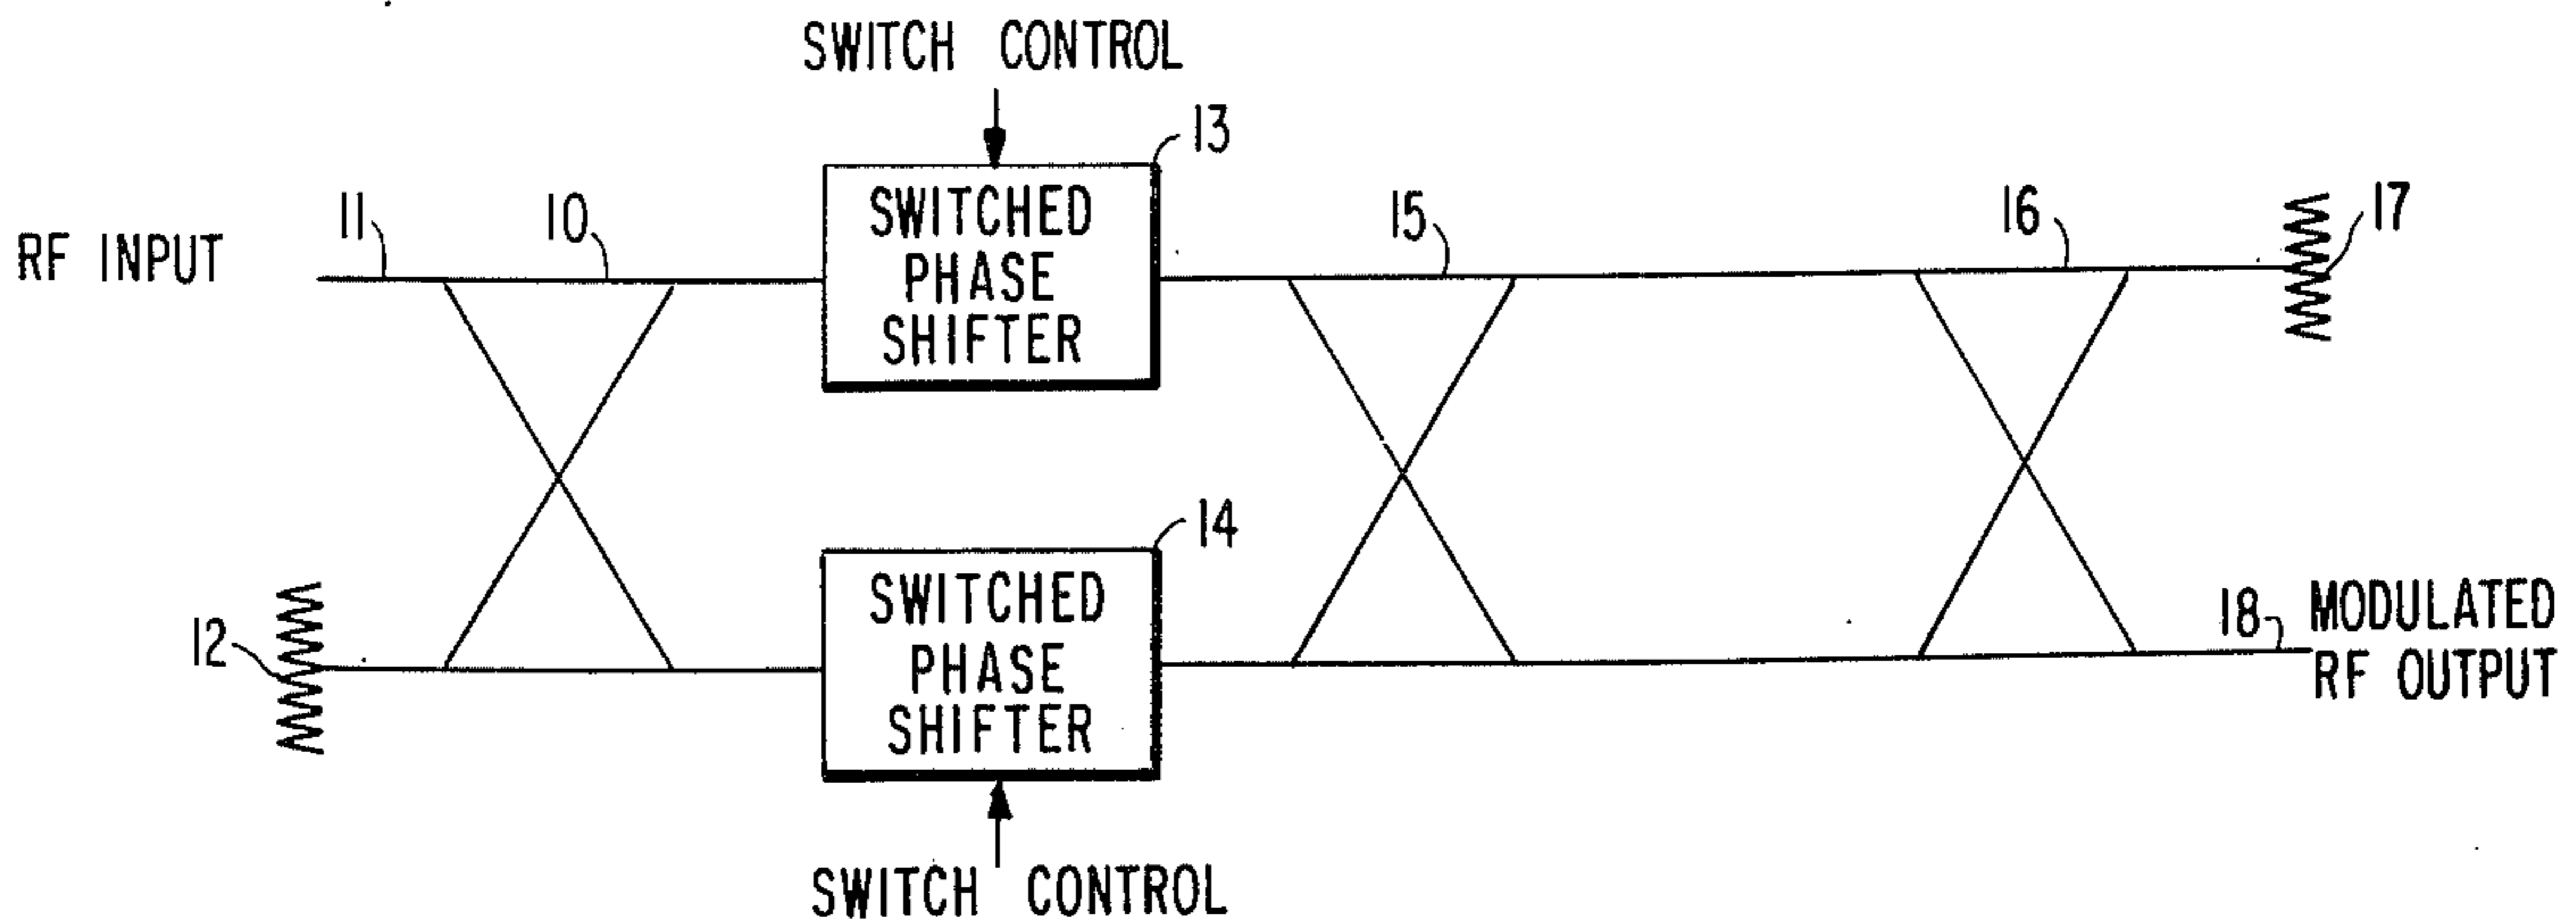 SWITCH CONTROL
13
SWITCHED
PHASE
SHIFTER
RF INPUT
11
10
15
16
17
14
SWITCHED
PHASE
SHIFTER
12
18
MODULATED
RF OUTPUT
SWITCH CONTROL